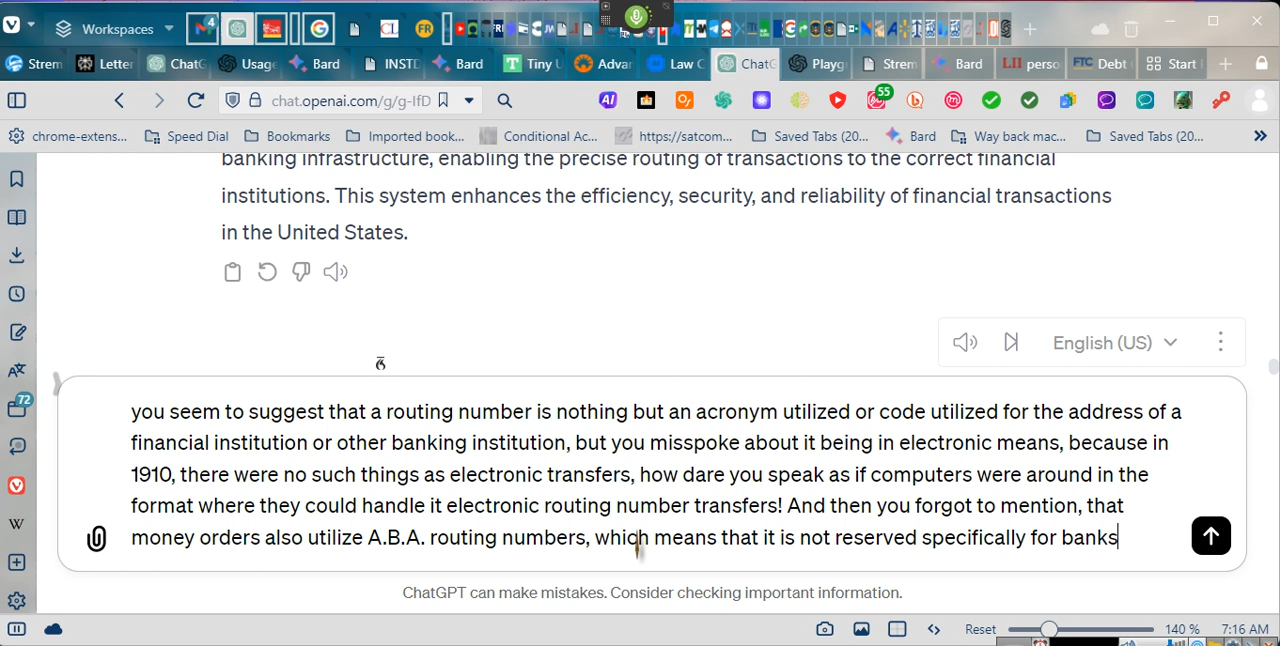 Workspaces 4
Strem Letter ChatG Usage Bard INSTD Bard Tiny U Advar Law C ChatG Playg Strem Bard LII perso FTC Debt Start
chat.openai.com/g/g-IfD 55
chrome-extens... Speed Dial Bookmarks Imported book... Conditional Ac... https://satcom... Saved Tabs (20... Bard Way back mac... Saved Tabs (20...
banking infrastructure, enabling the precise routing of transactions to the correct financial
institutions. This system enhances the efficiency, security, and reliability of financial transactions
in the United States.
English (US)
you seem to suggest that a routing number is nothing but an acronym utilized or code utilized for the address of a
financial institution or other banking institution, but you misspoke about it being in electronic means, because in
1910, there were no such things as electronic transfers, how dare you speak as if computers were around in the
format where they could handle it electronic routing number transfers! And then you forgot to mention, that
money orders also utilize A.B.A. routing numbers, which means that it is not reserved specifically for banks
72
ChatGPT can make mistakes. Consider checking important information.
Reset 140 % 7:16 AM